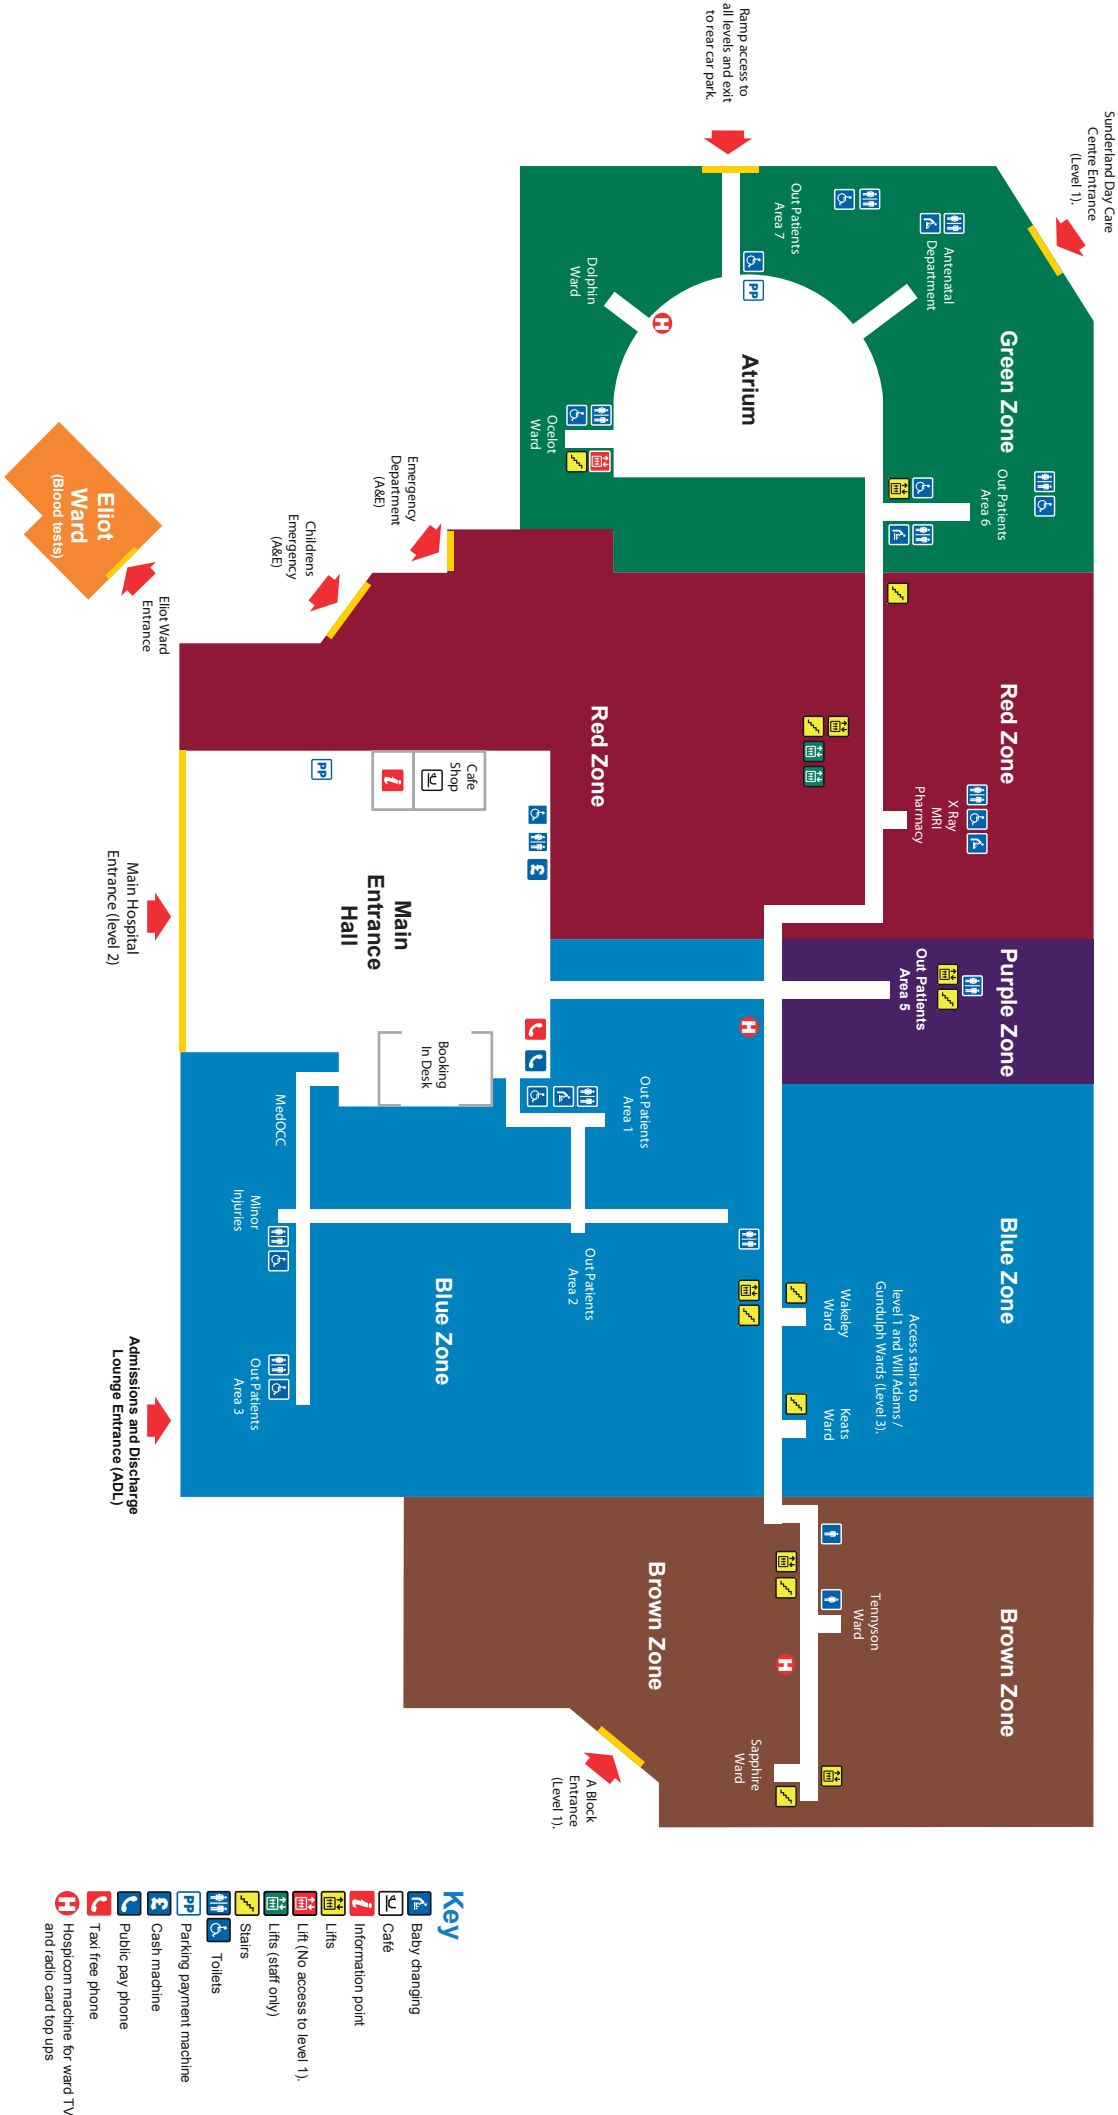 Sunderland Day Care
Centre Entrance
(Level 1).
Ramp access to
all levels and exit
to rear car park.
Green Zone
Antenatal
Department
Out Patients
Area 7
Dolphin
Ward
Atrium
PP
H
Ocelot
Ward
Out Patients
Area 6
Emergency
Department
(A&E)
Childrens
Emergency
(A&E)
Eliot
Ward
(Blood tests)
Eliot Ward
Entrance
Red Zone
Red Zone
X Ray
MRI
Pharmacy
Cafe
Shop
i
PP
£
Main
Entrance
Hall
Main Hospital
Entrance (level 2)
Purple Zone
Out Patients
Area 5
H
Booking
In Desk
Out Patients
Area 1
MedOCC
Minor
Injuries
Out Patients
Area 2
Out Patients
Area 3
Blue Zone
Blue Zone
Access stairs to
level 1 and Will Adams /
Gundulph Wards (Level 3).
Wakeley
Ward
Keats
Ward
Admissions and Discharge
Lounge Entrance (ADL)
Brown Zone
Brown Zone
Tennyson
Ward
H
Sapphire
Ward
A Block
Entrance
(Level 1).
Key
Baby changing
Café
i Information point
Lifts
Lift (No access to level 1).
Lifts (staff only)
Stairs
Toilets
PP Parking payment machine
£ Cash machine
Public pay phone
Taxi free phone
H Hospicom machine for ward TV
and radio card top ups